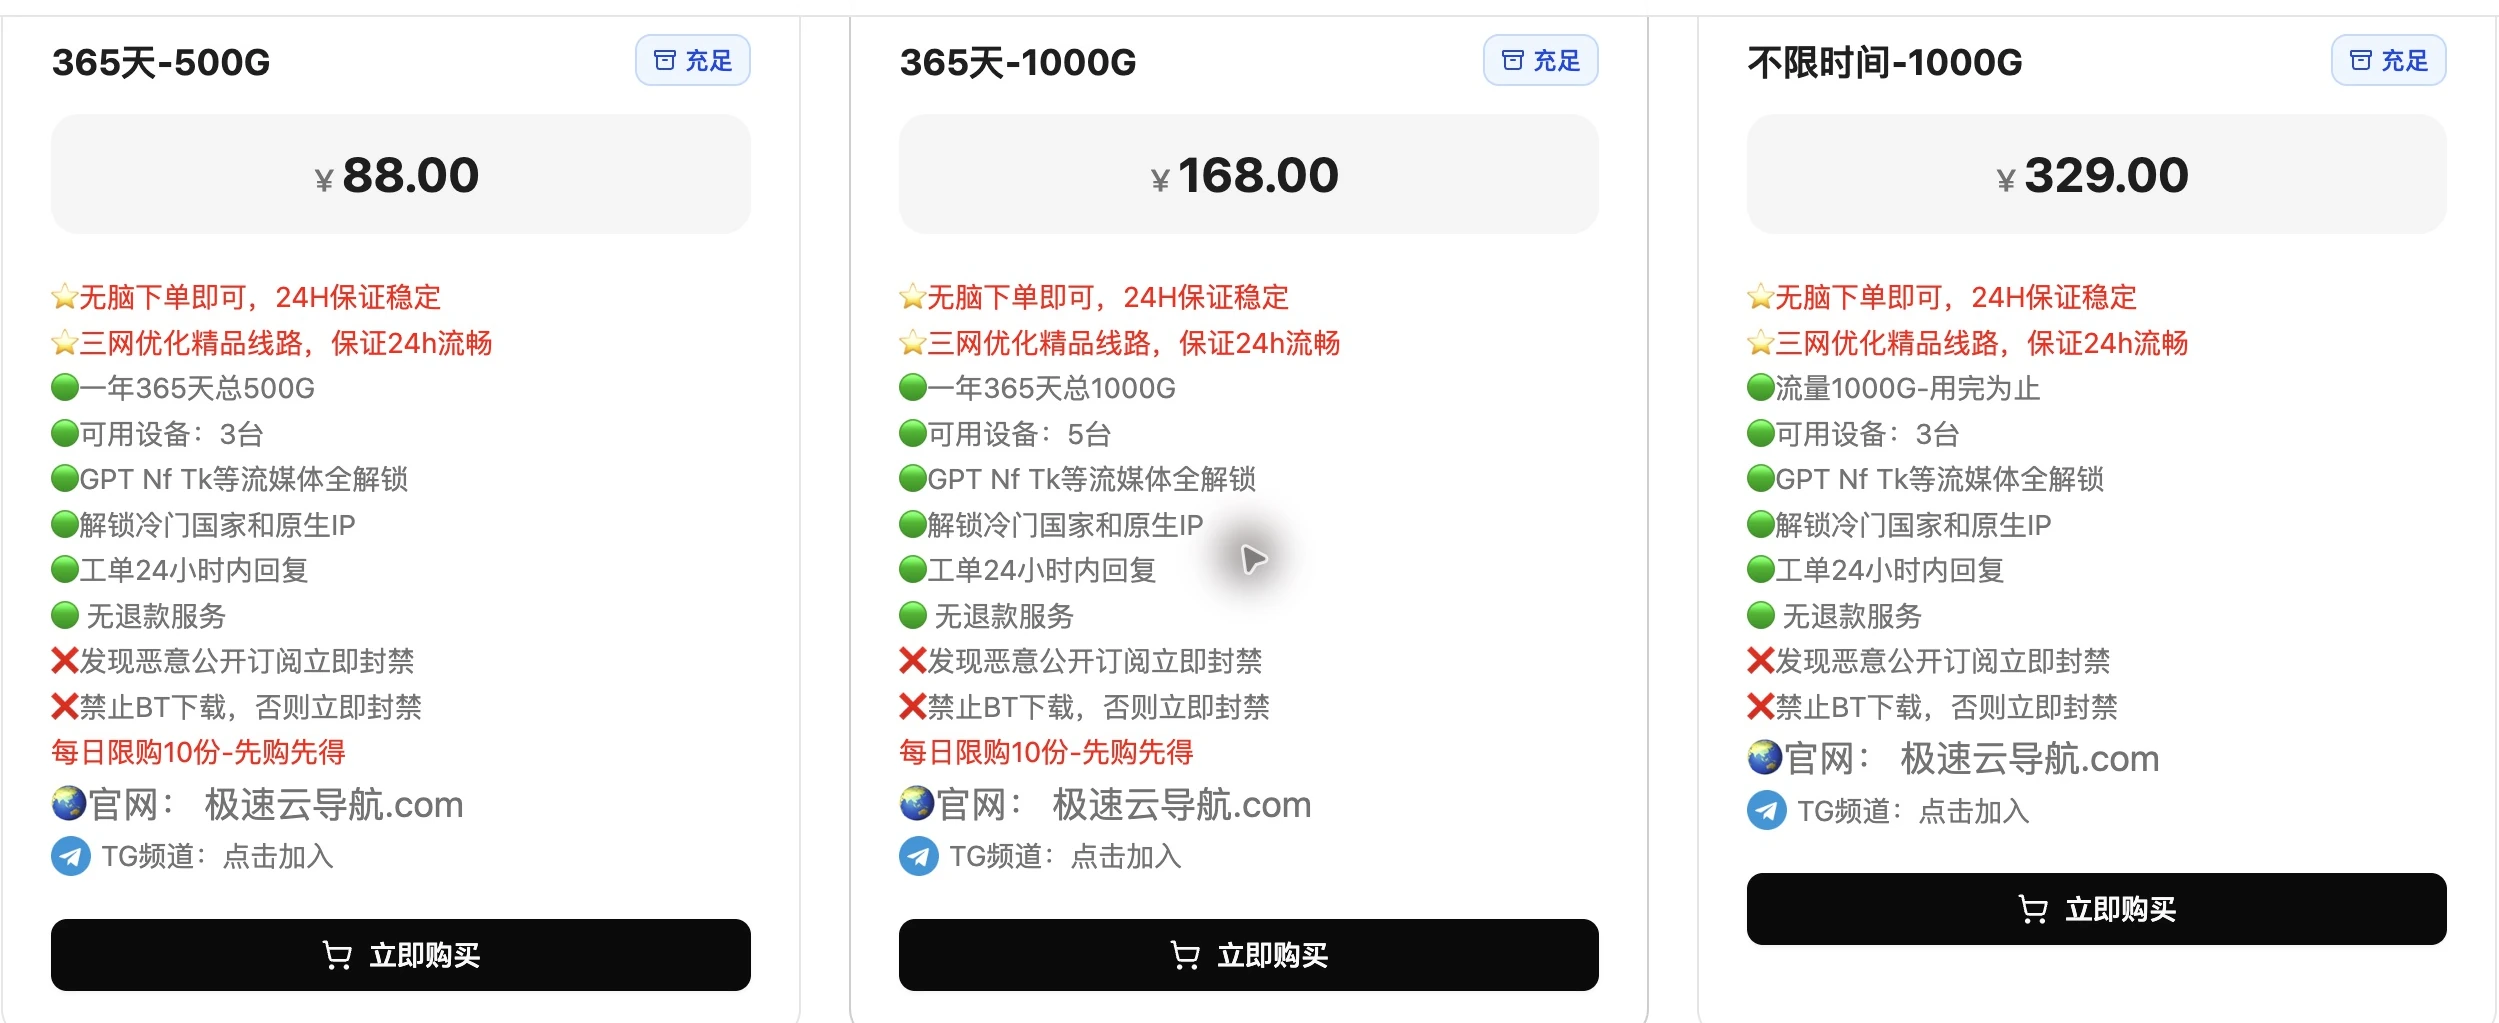 365天-500G
充足
¥88.00
⭐无脑下单即可，24H保证稳定
⭐三网优化精品线路，保证24h流畅
🟢一年365天总500G
🟢可用设备：3台
🟢GPT Nf Tk等流媒体全解锁
🟢解锁冷门国家和原生IP
🟢工单24小时内回复
🟢 无退款服务
❌发现恶意公开订阅立即封禁
❌禁止BT下载，否则立即封禁
每日限购10份-先购先得
🌏官网： 极速云导航.com
TG频道：点击加入
立即购买
365天-1000G
充足
¥168.00
⭐无脑下单即可，24H保证稳定
⭐三网优化精品线路，保证24h流畅
🟢一年365天总1000G
🟢可用设备：5台
🟢GPT Nf Tk等流媒体全解锁
🟢解锁冷门国家和原生IP
🟢工单24小时内回复
🟢 无退款服务
❌发现恶意公开订阅立即封禁
❌禁止BT下载，否则立即封禁
每日限购10份-先购先得
🌏官网： 极速云导航.com
TG频道：点击加入
立即购买
不限时间-1000G
充足
¥329.00
⭐无脑下单即可，24H保证稳定
⭐三网优化精品线路，保证24h流畅
🟢流量1000G-用完为止
🟢可用设备：3台
🟢GPT Nf Tk等流媒体全解锁
🟢解锁冷门国家和原生IP
🟢工单24小时内回复
🟢 无退款服务
❌发现恶意公开订阅立即封禁
❌禁止BT下载，否则立即封禁
🌏官网： 极速云导航.com
TG频道：点击加入
立即购买